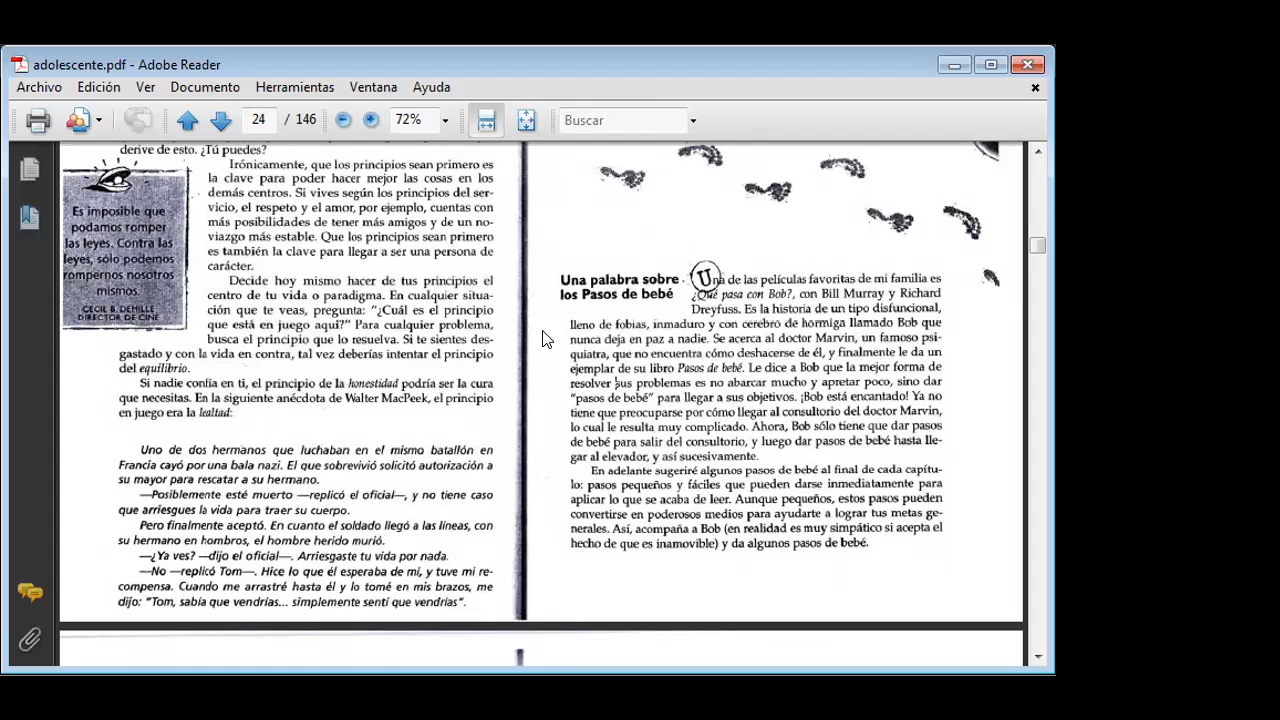 adolescente.pdf - Adobe Reader
Archivo Edición Ver Documento Herramientas Ventana Ayuda
24 / 146 72% Buscar
derive de esto. ¿Tú puedes?
Irónicamente, que los principios sean primero es
la clave para poder hacer mejor las cosas en los
demás centros. Si vives según los principios del ser-
vicio, el respeto y el amor, por ejemplo, cuentas con
más posibilidades de tener más amigos y de un no-
viazgo más estable. Que los principios sean primero
es también la clave para llegar a ser una persona de
carácter.
Decide hoy mismo hacer de tus principios el
centro de tu vida o paradigma. En cualquier situa-
ción que te veas, pregunta: "¿Cuál es el principio
que está en juego aquí?" Para cualquier problema,
busca el principio que lo resuelva. Si te sientes des-
gastado y con la vida en contra, tal vez deberías intentar el principio
del equilibrio.
Si nadie confía en ti, el principio de la honestidad podría ser la cura
que necesitas. En la siguiente anécdota de Walter MacPeek, el principio
en juego era la lealtad:
Es imposible que
podamos romper
las leyes. Contra las
leyes, sólo podemos
rompernos nosotros
mismos.
CECIL B. DEMILLE
DIRECTOR DE CINE
Uno de dos hermanos que luchaban en el mismo batallón en
Francia cayó por una bala nazi. El que sobrevivió solicitó autorización a
su mayor para rescatar a su hermano.
—Posiblemente esté muerto —replicó el oficial—, y no tiene caso
que arriesgues la vida para traer su cuerpo.
Pero finalmente aceptó. En cuanto el soldado llegó a las líneas, con
su hermano en hombros, el hombre herido murió.
—¿Ya ves? —dijo el oficial—. Arriesgaste tu vida por nada.
—No —replicó Tom—. Hice lo que él esperaba de mí, y tuve mi re-
compensa. Cuando me arrastré hasta él y lo tomé en mis brazos, me
dijo: "Tom, sabía que vendrías... simplemente sentí que vendrías".
Una palabra sobre
los Pasos de bebé
Una de las películas favoritas de mi familia es
¿Qué pasa con Bob?, con Bill Murray y Richard
Dreyfuss. Es la historia de un tipo disfuncional,
lleno de fobias, inmaduro y con cerebro de hormiga llamado Bob que
nunca deja en paz a nadie. Se acerca al doctor Marvin, un famoso psi-
quiatra, que no encuentra cómo deshacerse de él, y finalmente le da un
ejemplar de su libro Pasos de bebé. Le dice a Bob que la mejor forma de
resolver sus problemas es no abarcar mucho y apretar poco, sino dar
"pasos de bebé" para llegar a sus objetivos. ¡Bob está encantado! Ya no
tiene que preocuparse por cómo llegar al consultorio del doctor Marvin,
lo cual le resulta muy complicado. Ahora, Bob sólo tiene que dar pasos
de bebé para salir del consultorio, y luego dar pasos de bebé hasta lle-
gar al elevador, y así sucesivamente.
En adelante sugeriré algunos pasos de bebé al final de cada capítu-
lo: pasos pequeños y fáciles que pueden darse inmediatamente para
aplicar lo que se acaba de leer. Aunque pequeños, estos pasos pueden
convertirse en poderosos medios para ayudarte a lograr tus metas ge-
nerales. Así, acompaña a Bob (en realidad es muy simpático si acepta el
hecho de que es inamovible) y da algunos pasos de bebé.